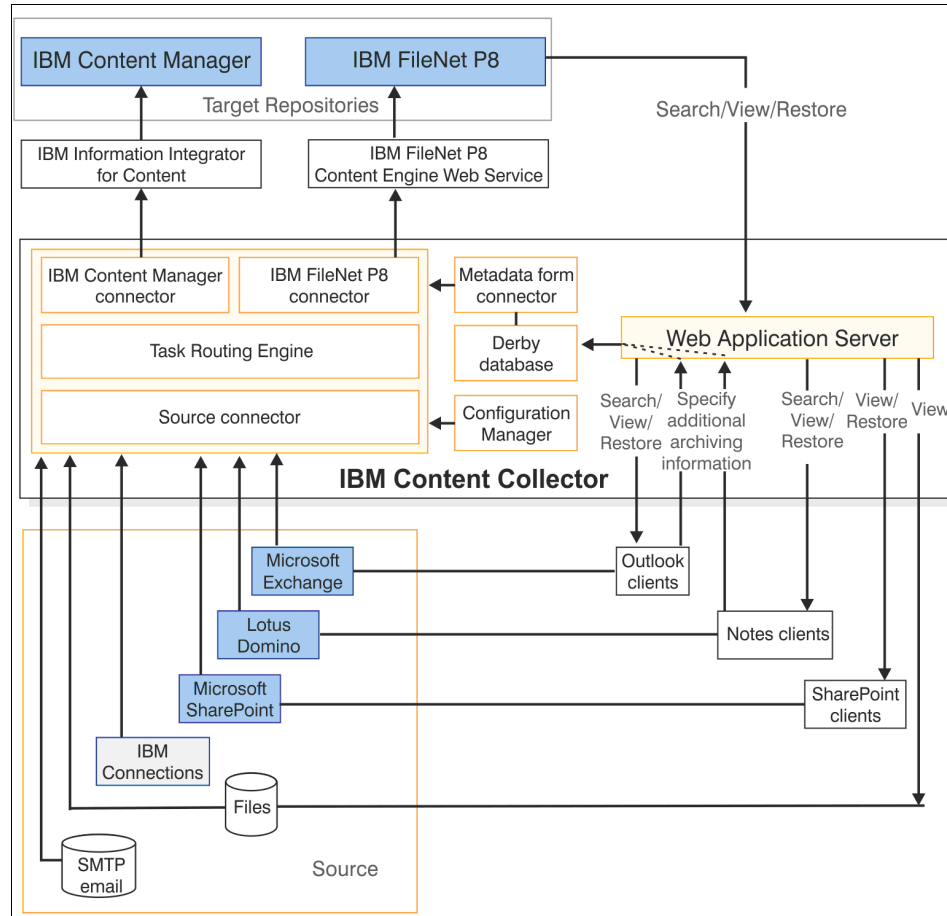 IBM Content Manager
IBM FileNet P8
Target Repositories
Search/View/Restore
IBM Information Integrator
for Content
IBM FileNet P8
Content Engine Web Service
IBM Content Manager
connector
IBM FileNet P8
connector
Metadata form
connector
Task Routing Engine
Derby
database
Web Application Server
Source connector
Configuration
Manager
Search/
View/
Restore
Specify
additional
archiving
information
Search/
View/
Restore
View/
Restore
View
IBM Content Collector
Microsoft
Exchange
Outlook
clients
Lotus
Domino
Notes clients
Microsoft
SharePoint
SharePoint
clients
IBM
Connections
Files
SMTP
email
Source